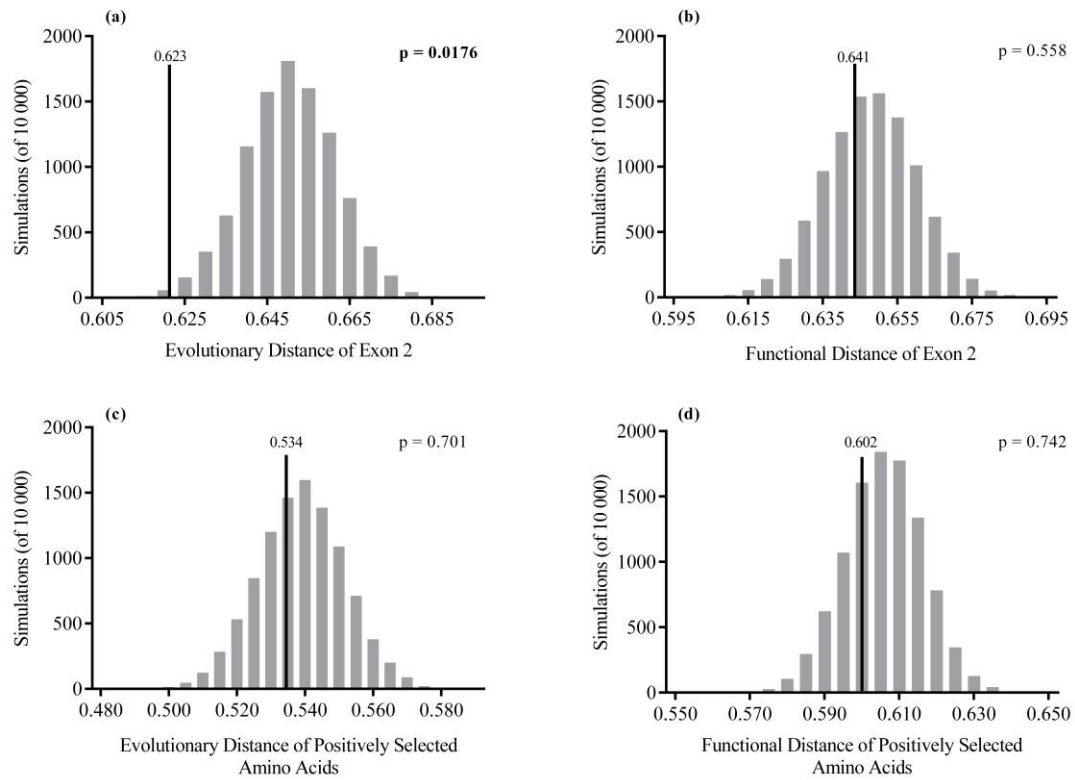 (a)
2000
1500
1000
500
0
Simulations (of 10 000)
0.623
p = 0.0176
0.605 0.625 0.645 0.665 0.685
Evolutionary Distance of Exon 2
(b)
2000
1500
1000
500
0
Simulations (of 10 000)
0.641
p = 0.558
0.595 0.615 0.635 0.655 0.675 0.695
Functional Distance of Exon 2
(c)
2000
1500
1000
500
0
Simulations (of 10 000)
0.534
p = 0.701
0.480 0.500 0.520 0.540 0.560 0.580
Evolutionary Distance of Positively Selected
Amino Acids
(d)
2000
1500
1000
500
0
Simulations (of 10 000)
0.602
p = 0.742
0.550 0.570 0.590 0.610 0.630 0.650
Functional Distance of Positively Selected
Amino Acids